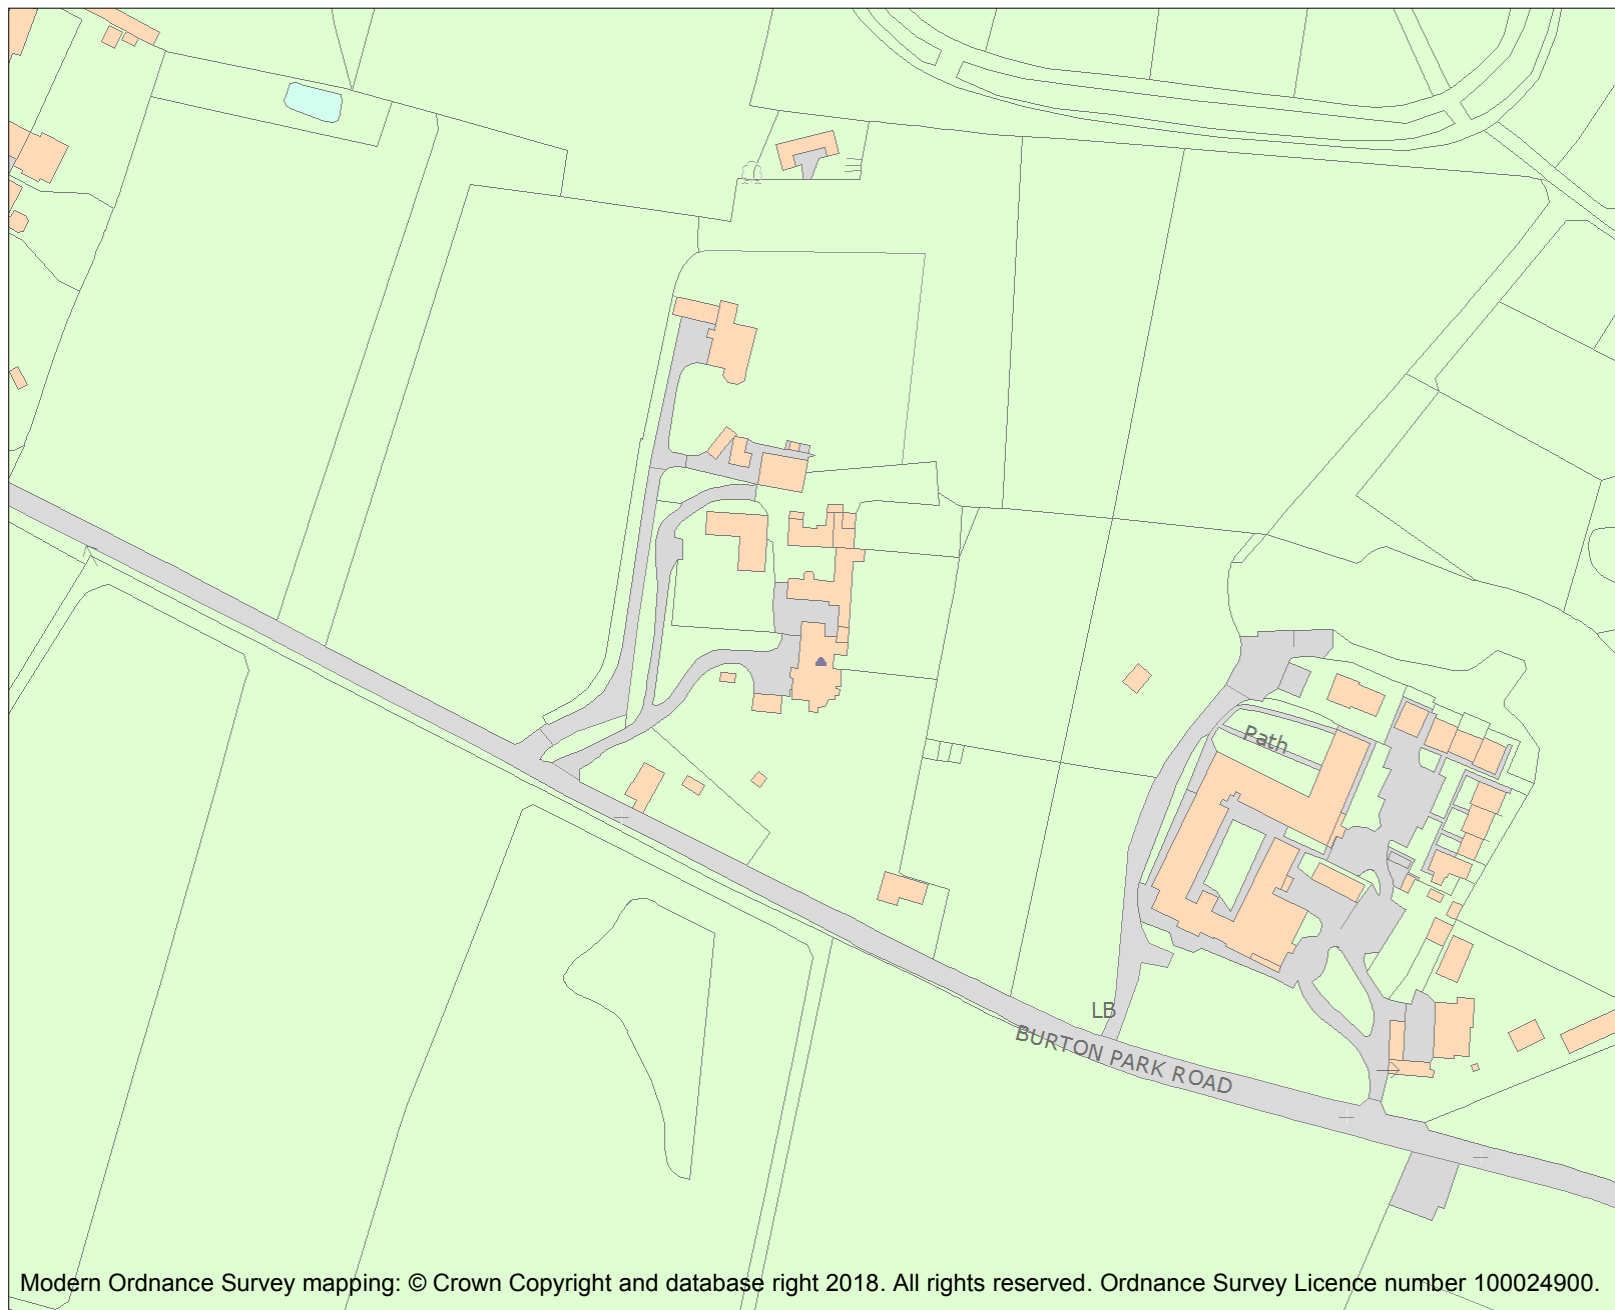 Path
LB
BURTON PARK ROAD
Modern Ordnance Survey mapping: © Crown Copyright and database right 2018. All rights reserved. Ordnance Survey Licence number 100024900.